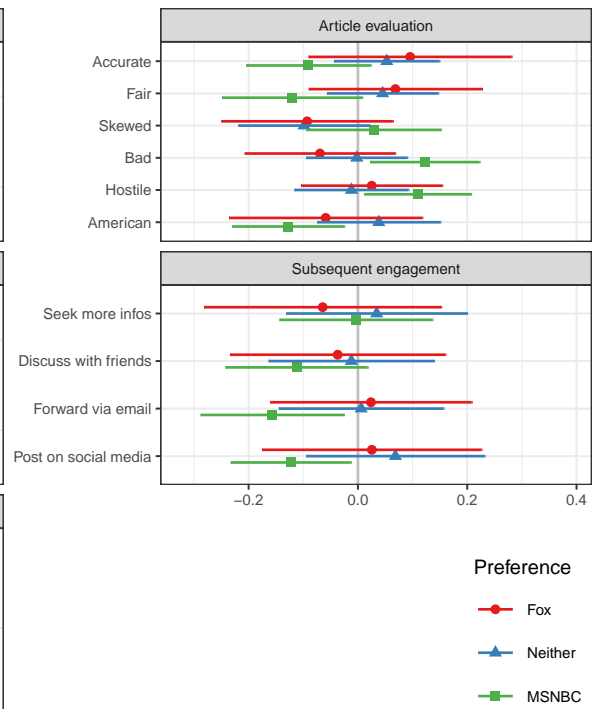 Article evaluation
Accurate
Fair
Skewed
Bad
Hostile
American
Subsequent engagement
Seek more infos
Discuss with friends
Forward via email
Post on social media
−0.2 0.0 0.2 0.4
Preference
Fox
Neither
MSNBC